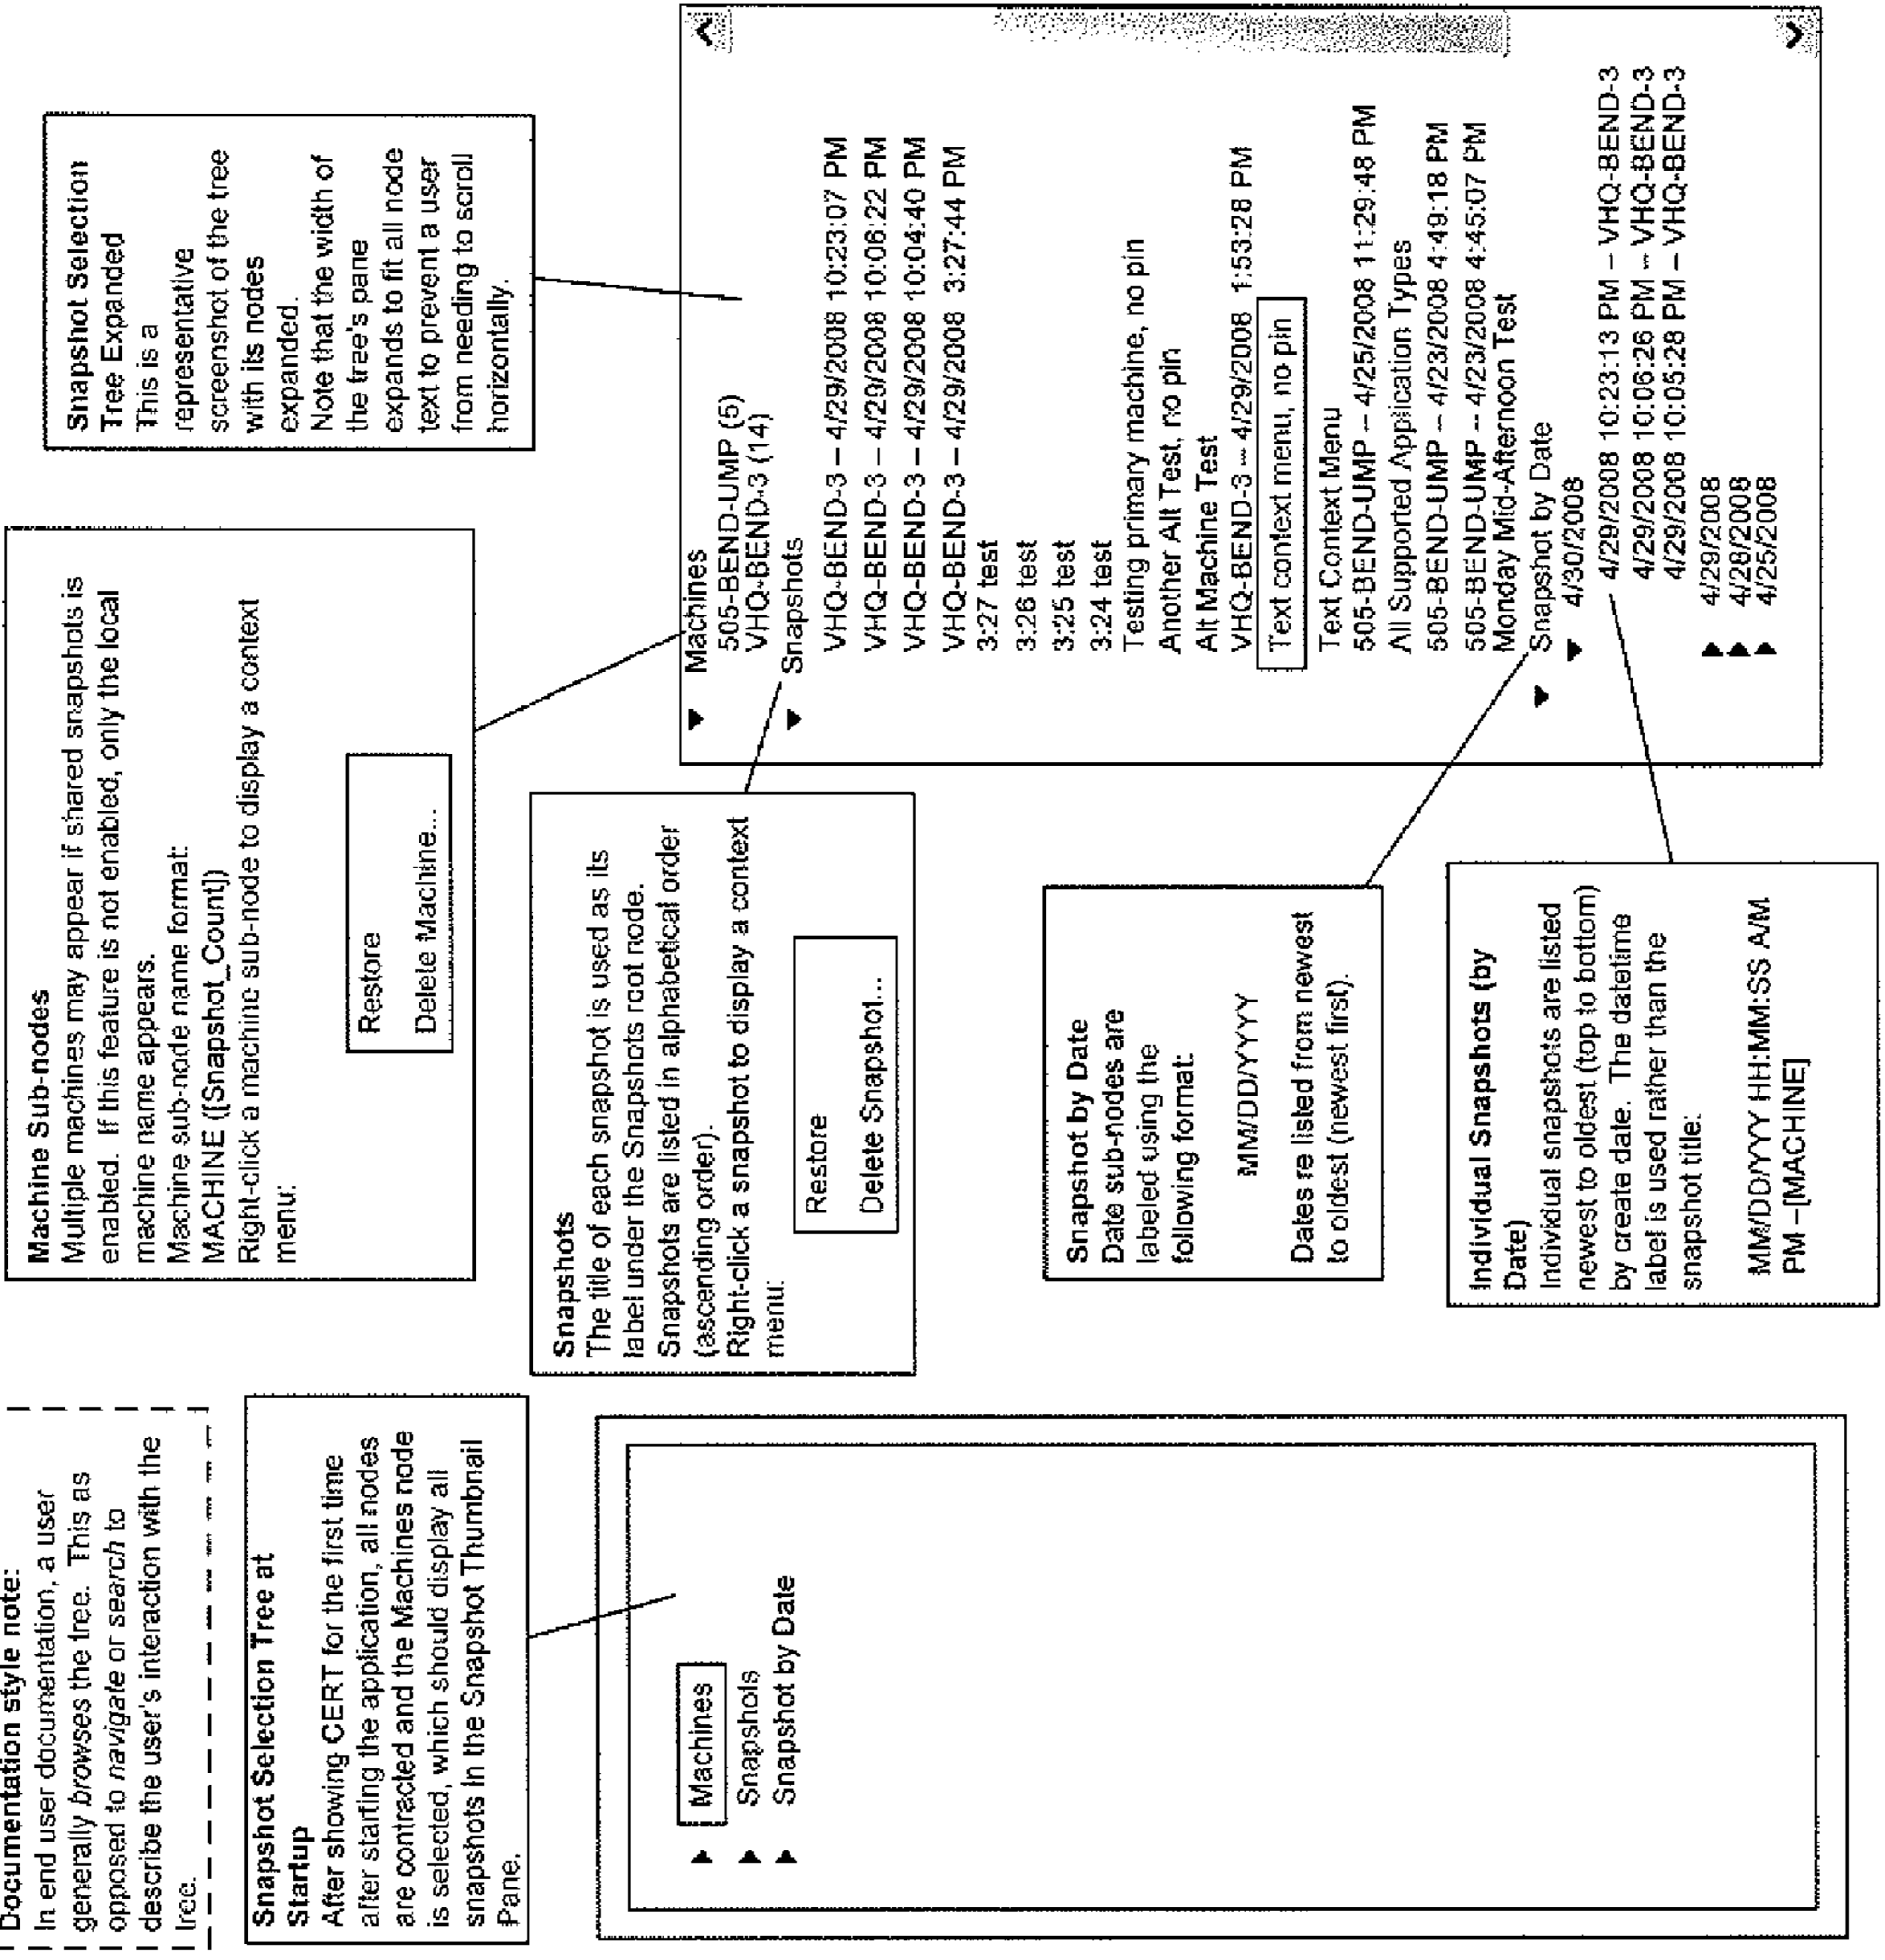 Documentation style note:
In end user documentation, a user
generally browses the tree. This as
opposed to navigate or search to
describe the user's interaction with the
tree.
Snapshot Selection Tree at
Startup
After showing CERT for the first time
after starting the application, all nodes
are contracted and the Machines node
is selected, which should display all
snapshots in the Snapshot Thumbnail
Pane.
Machines
Snapshots
Snapshot by Date
Machine Sub-nodes
Multiple machines may appear if shared snapshots is
enabled. If this feature is not enabled, only the local
machine name appears.
Machine sub-node name format:
MACHINE ([Snapshot_Count])
Right-click a machine sub-node to display a context
menu:
Restore
Delete Machine...
Snapshots
The title of each snapshot is used as its
label under the Snapshots root node.
Snapshots are listed in alphabetical order
(ascending order).
Right-click a snapshot to display a context
menu:
Restore
Delete Snapshot...
Snapshot by Date
Date sub-nodes are
labeled using the
following format:
MM/DD/YYYY
Dates re listed from newest
to oldest (newest first).
Individual Snapshots (by
Date)
Individual snapshots are listed
newest to oldest (top to bottom)
by create date. The datetime
label is used rather than the
snapshot title:
MM/DD/YYY HH:MM:SS A/M
PM –[MACHINE]
Snapshot Selection
Tree Expanded
This is a
representative
screenshot of the tree
with its nodes
expanded.
Note that the width of
the tree's pane
expands to fit all node
text to prevent a user
from needing to scroll
horizontally.
Machines
505-BEND-UMP (5)
VHQ-BEND-3 (14)
Snapshots
VHQ-BEND-3 – 4/29/2008 10:23:07 PM
VHQ-BEND-3 – 4/29/2008 10:06:22 PM
VHQ-BEND-3 – 4/29/2008 10:04:40 PM
VHQ-BEND-3 – 4/29/2008 3:27:44 PM
3:27 test
3:26 test
3:25 test
3:24 test
Testing primary machine, no pin
Another Alt Test, no pin
Alt Machine Test
VHQ-BEND-3 – 4/29/2008 1:53:28 PM
Text context menu, no pin
Text Context Menu
505-BEND-UMP – 4/25/2008 11:29:48 PM
All Supported Application Types
505-BEND-UMP – 4/23/2008 4:49:18 PM
505-BEND-UMP – 4/23/2008 4:45:07 PM
Monday Mid-Afternoon Test
Snapshot by Date
4/30/2008
4/29/2008 10:23:13 PM – VHQ-BEND-3
4/29/2008 10:06:26 PM – VHQ-BEND-3
4/29/2008 10:05:28 PM – VHQ-BEND-3
4/29/2008
4/28/2008
4/25/2008